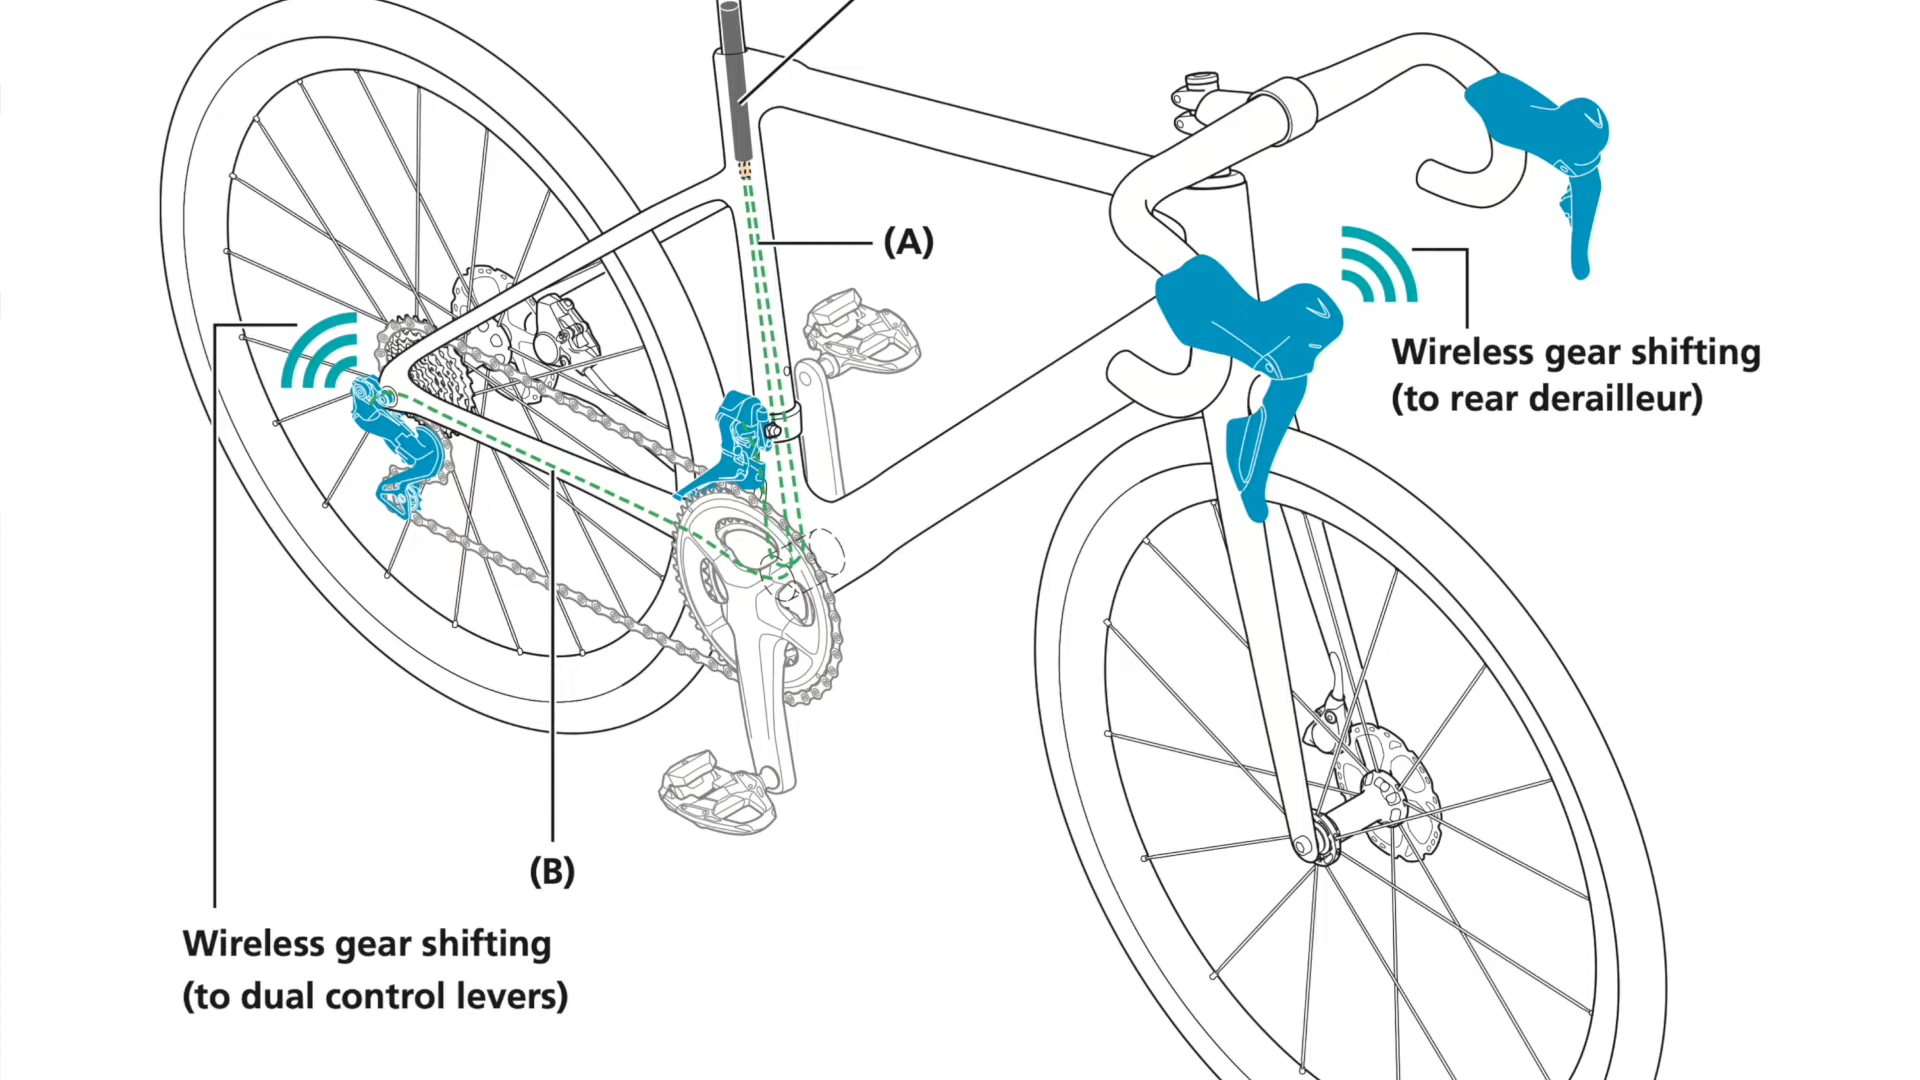 (A)
Wireless gear shifting
(to rear derailleur)
(B)
Wireless gear shifting
(to dual control levers)